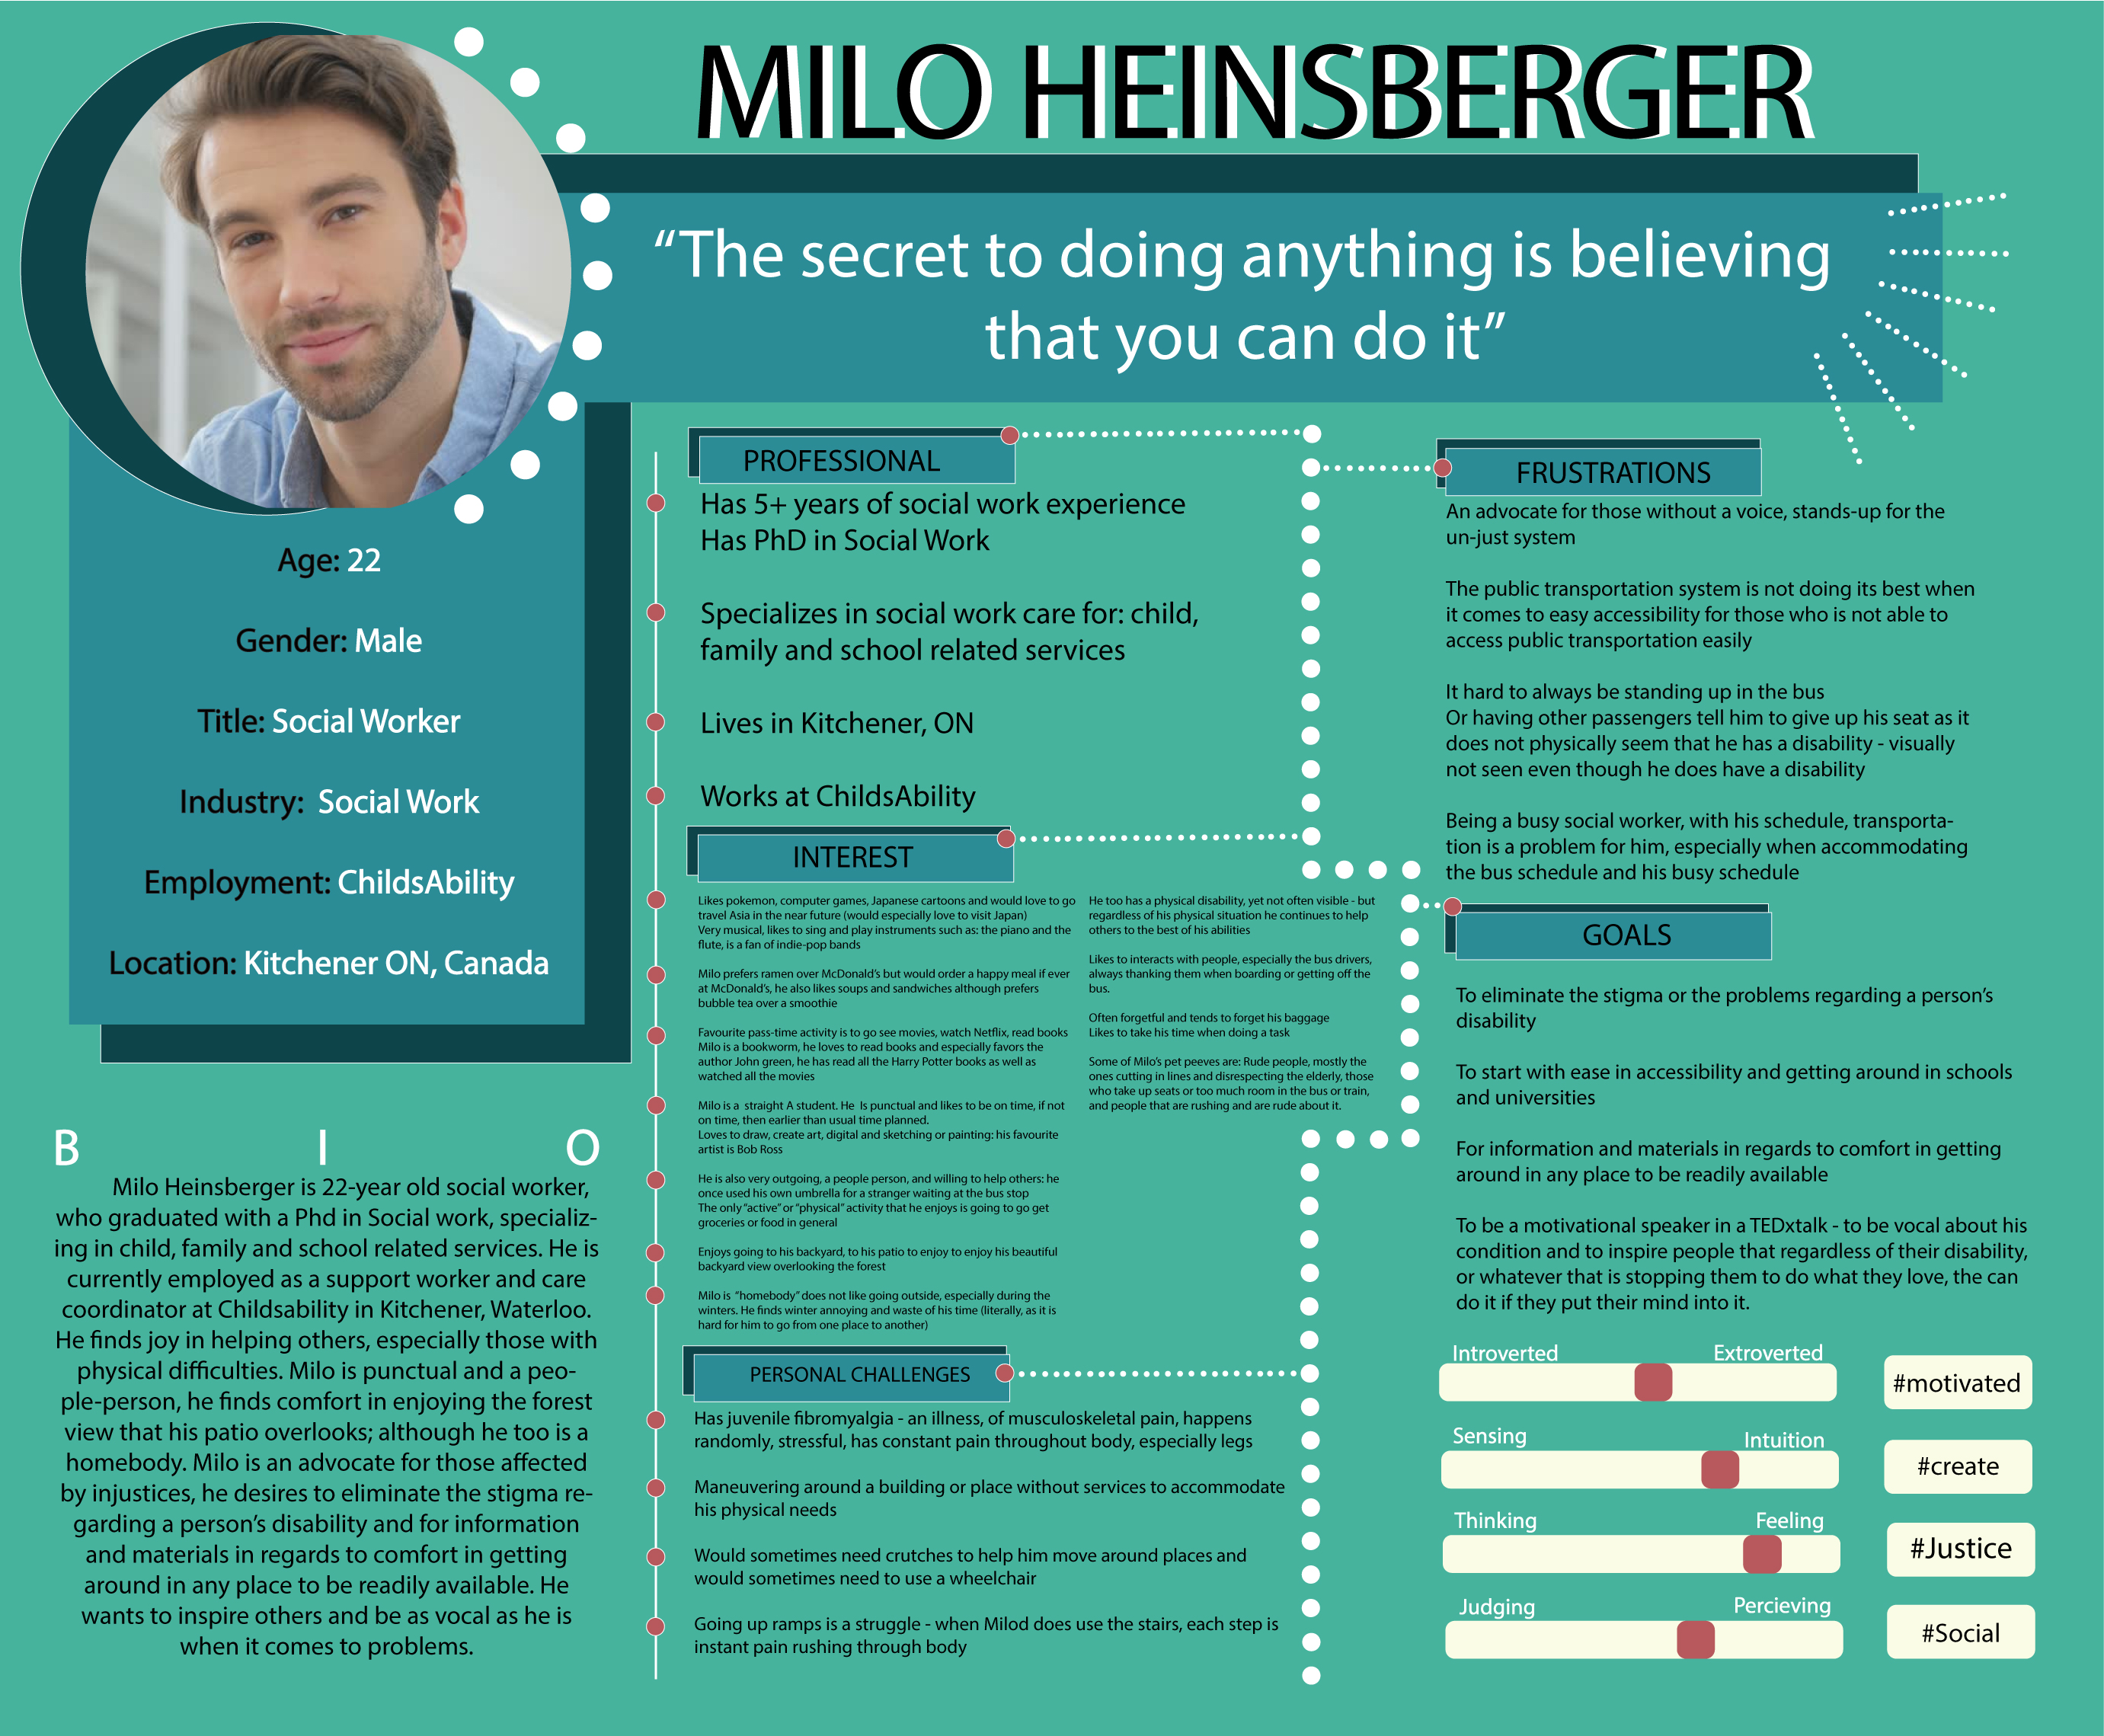 MILO HEINSBERGER
“The secret to doing anything is believing
that you can do it”
Age: 22
Gender: Male
Title: Social Worker
Industry:  Social Work
Employment: ChildsAbility
Location: Kitchener ON, Canada
B I O
Milo Heinsberger is 22-year old social worker,
who graduated with a Phd in Social work, specializ-
ing in child, family and school related services. He is
currently employed as a support worker and care
coordinator at Childsability in Kitchener, Waterloo.
He finds joy in helping others, especially those with
physical difficulties. Milo is punctual and a peo-
ple-person, he finds comfort in enjoying the forest
view that his patio overlooks; although he too is a
homebody. Milo is an advocate for those affected
by injustices, he desires to eliminate the stigma re-
garding a person’s disability and for information
and materials in regards to comfort in getting
around in any place to be readily available. He
wants to inspire others and be as vocal as he is
when it comes to problems.
PROFESSIONAL
Has 5+ years of social work experience
Has PhD in Social Work
Specializes in social work care for: child,
family and school related services
Lives in Kitchener, ON
Works at ChildsAbility
INTEREST
Likes pokemon, computer games, Japanese cartoons and would love to go
travel Asia in the near future (would especially love to visit Japan)
Very musical, likes to sing and play instruments such as: the piano and the
flute, is a fan of indie-pop bands
Milo prefers ramen over McDonald’s but would order a happy meal if ever
at McDonald’s, he also likes soups and sandwiches although prefers
bubble tea over a smoothie
Favourite pass-time activity is to go see movies, watch Netflix, read books
Milo is a bookworm, he loves to read books and especially favors the
author John green, he has read all the Harry Potter books as well as
watched all the movies
Milo is a  straight A student. He  Is punctual and likes to be on time, if not
on time, then earlier than usual time planned.
Loves to draw, create art, digital and sketching or painting: his favourite
artist is Bob Ross
He is also very outgoing, a people person, and willing to help others: he
once used his own umbrella for a stranger waiting at the bus stop
The only “active” or “physical” activity that he enjoys is going to go get
groceries or food in general
Enjoys going to his backyard, to his patio to enjoy to enjoy his beautiful
backyard view overlooking the forest
Milo is  “homebody” does not like going outside, especially during the
winters. He finds winter annoying and waste of his time (literally, as it is
hard for him to go from one place to another)
He too has a physical disability, yet not often visible - but
regardless of his physical situation he continues to help
others to the best of his abilities
Likes to interacts with people, especially the bus drivers,
always thanking them when boarding or getting off the
bus.
Often forgetful and tends to forget his baggage
Likes to take his time when doing a task
Some of Milo’s pet peeves are: Rude people, mostly the
ones cutting in lines and disrespecting the elderly, those
who take up seats or too much room in the bus or train,
and people that are rushing and are rude about it.
PERSONAL CHALLENGES
Has juvenile fibromyalgia - an illness, of musculoskeletal pain, happens
randomly, stressful, has constant pain throughout body, especially legs
Maneuvering around a building or place without services to accommodate
his physical needs
Would sometimes need crutches to help him move around places and
would sometimes need to use a wheelchair
Going up ramps is a struggle - when Milod does use the stairs, each step is
instant pain rushing through body
FRUSTRATIONS
An advocate for those without a voice, stands-up for the
un-just system
The public transportation system is not doing its best when
it comes to easy accessibility for those who is not able to
access public transportation easily
It hard to always be standing up in the bus
Or having other passengers tell him to give up his seat as it
does not physically seem that he has a disability - visually
not seen even though he does have a disability
Being a busy social worker, with his schedule, transporta-
tion is a problem for him, especially when accommodating
the bus schedule and his busy schedule
GOALS
To eliminate the stigma or the problems regarding a person’s
disability
To start with ease in accessibility and getting around in schools
and universities
For information and materials in regards to comfort in getting
around in any place to be readily available
To be a motivational speaker in a TEDxtalk - to be vocal about his
condition and to inspire people that regardless of their disability,
or whatever that is stopping them to do what they love, the can
do it if they put their mind into it.
Introverted Extroverted
#motivated
Sensing Intuition
#create
Thinking Feeling
#Justice
Judging Percieving
#Social